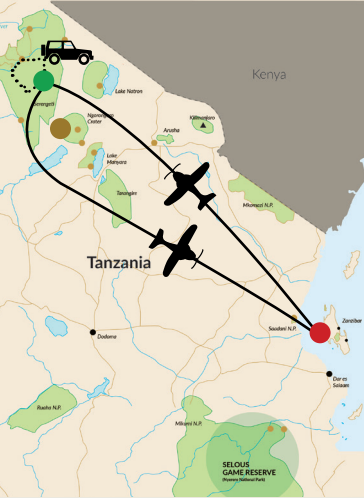 Kenya
Lake Natron
Serengeti
Ngorongoro
Crater
Arusha
Kilimanjaro
Lake
Manyara
Tarangire
Mkomazi N.P.
Tanzania
Zanzibar
Saadani N.P.
Dodoma
Dar es
Salaam
Ruaha N.P.
Mikumi N.P.
SELOUS
GAME RESERVE
(Nyerere National Park)